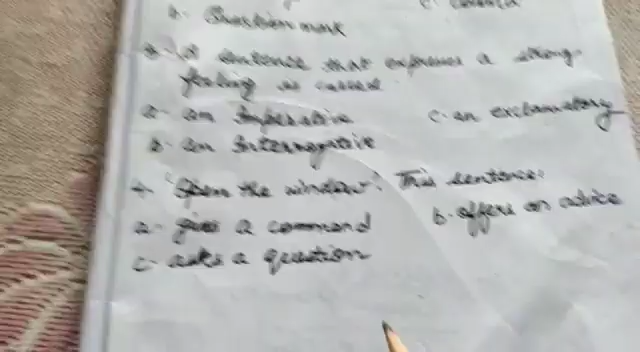 b. Question mark
A sentence that expresses a strong
feeling is called
a- an Imperative c- an exclamatory
b- an Interrogative
4. "Open the window". This sentence:
a- gives a command b- offers an advice
c- asks a question